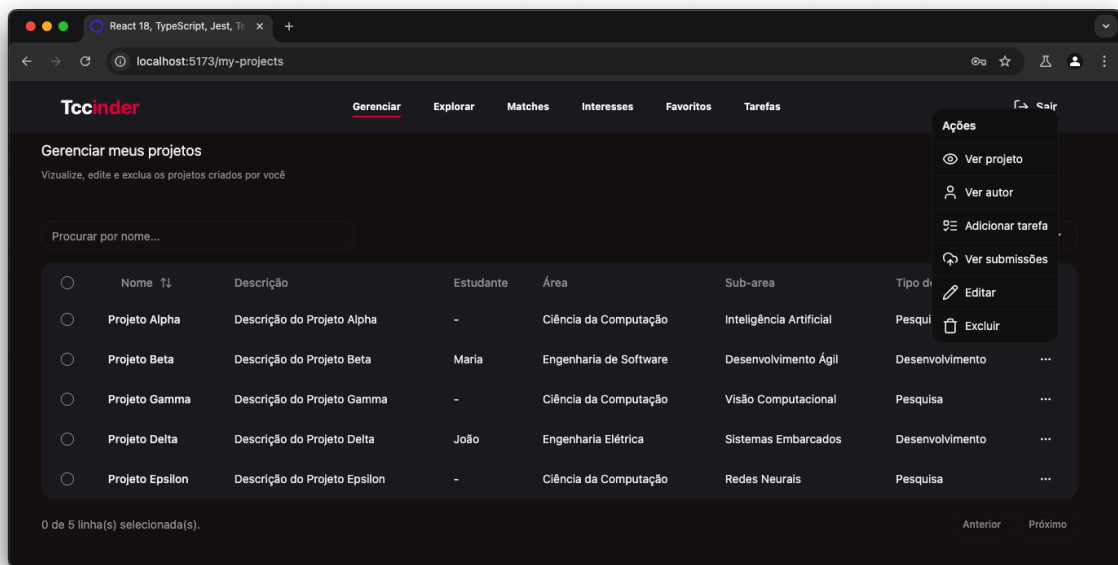 React 18, TypeScript, Jest, Te
localhost:5173/my-projects
Tccinder
Gerenciar Explorar Matches Interesses Favoritos Tarefas Sair
Gerenciar meus projetos
Vizualize, edite e exclua os projetos criados por você
Ações
Ver projeto
Ver autor
Adicionar tarefa
Ver submissões
Editar
Excluir
Procurar por nome...
Nome Descrição Estudante Área Sub-area Tipo de
Projeto Alpha Descrição do Projeto Alpha - Ciência da Computação Inteligência Artificial Pesqui
Projeto Beta Descrição do Projeto Beta Maria Engenharia de Software Desenvolvimento Ágil Desenvolvimento ...
Projeto Gamma Descrição do Projeto Gamma - Ciência da Computação Visão Computacional Pesquisa ...
Projeto Delta Descrição do Projeto Delta João Engenharia Elétrica Sistemas Embarcados Desenvolvimento ...
Projeto Epsilon Descrição do Projeto Epsilon - Ciência da Computação Redes Neurais Pesquisa ...
0 de 5 linha(s) selecionada(s).
Anterior Próximo